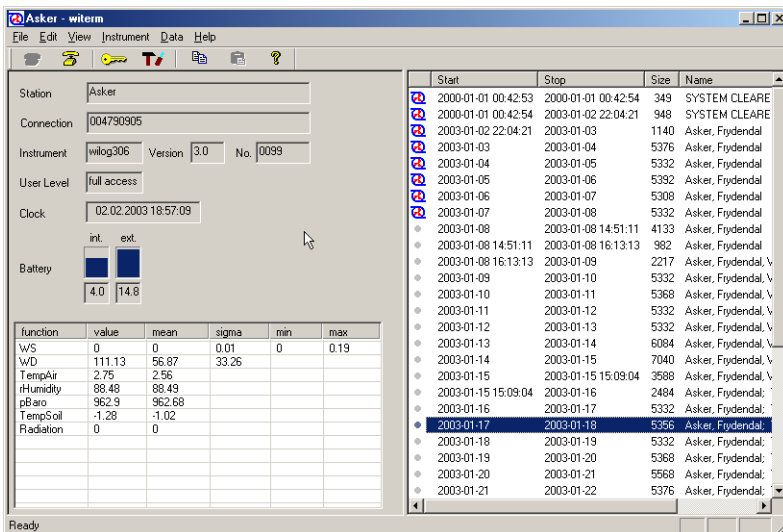 Asker - witerm
File Edit View Instrument Data Help
Station Asker
Connection 004790905
Instrument wilog306 Version 3.0 No. 0099
User Level full access
Clock 02.02.2003 18:57:09
int. ext.
Battery
4.0 14.8
function value mean sigma min max
WS 0 0 0.01 0 0.19
WD 111.13 56.87 33.26
TempAir 2.75 2.56
rHumidity 88.48 88.49
pBaro 962.9 962.68
TempSoil -1.28 -1.02
Radiation 0 0
Start Stop Size Name
2000-01-01 00:42:53 2000-01-01 00:42:54 349 SYSTEM CLEARE
2000-01-01 00:42:54 2003-01-02 22:04:21 948 SYSTEM CLEARE
2003-01-02 22:04:21 2003-01-03 1140 Asker, Frydendal
2003-01-03 2003-01-04 5376 Asker, Frydendal
2003-01-04 2003-01-05 5332 Asker, Frydendal
2003-01-05 2003-01-06 5392 Asker, Frydendal
2003-01-06 2003-01-07 5308 Asker, Frydendal
2003-01-07 2003-01-08 5332 Asker, Frydendal
2003-01-08 2003-01-08 14:51:11 4133 Asker, Frydendal
2003-01-08 14:51:11 2003-01-08 16:13:13 982 Asker, Frydendal
2003-01-08 16:13:13 2003-01-09 2217 Asker, Frydendal, V
2003-01-09 2003-01-10 5332 Asker, Frydendal, V
2003-01-10 2003-01-11 5368 Asker, Frydendal, V
2003-01-11 2003-01-12 5332 Asker, Frydendal, V
2003-01-12 2003-01-13 5332 Asker, Frydendal, V
2003-01-13 2003-01-14 6084 Asker, Frydendal, V
2003-01-14 2003-01-15 7040 Asker, Frydendal, V
2003-01-15 2003-01-15 15:09:04 3588 Asker, Frydendal, V
2003-01-15 15:09:04 2003-01-16 2484 Asker, Frydendal;
2003-01-16 2003-01-17 5332 Asker, Frydendal;
2003-01-17 2003-01-18 5356 Asker, Frydendal;
2003-01-18 2003-01-19 5332 Asker, Frydendal;
2003-01-19 2003-01-20 5368 Asker, Frydendal;
2003-01-20 2003-01-21 5568 Asker, Frydendal;
2003-01-21 2003-01-22 5376 Asker, Frydendal;
Ready